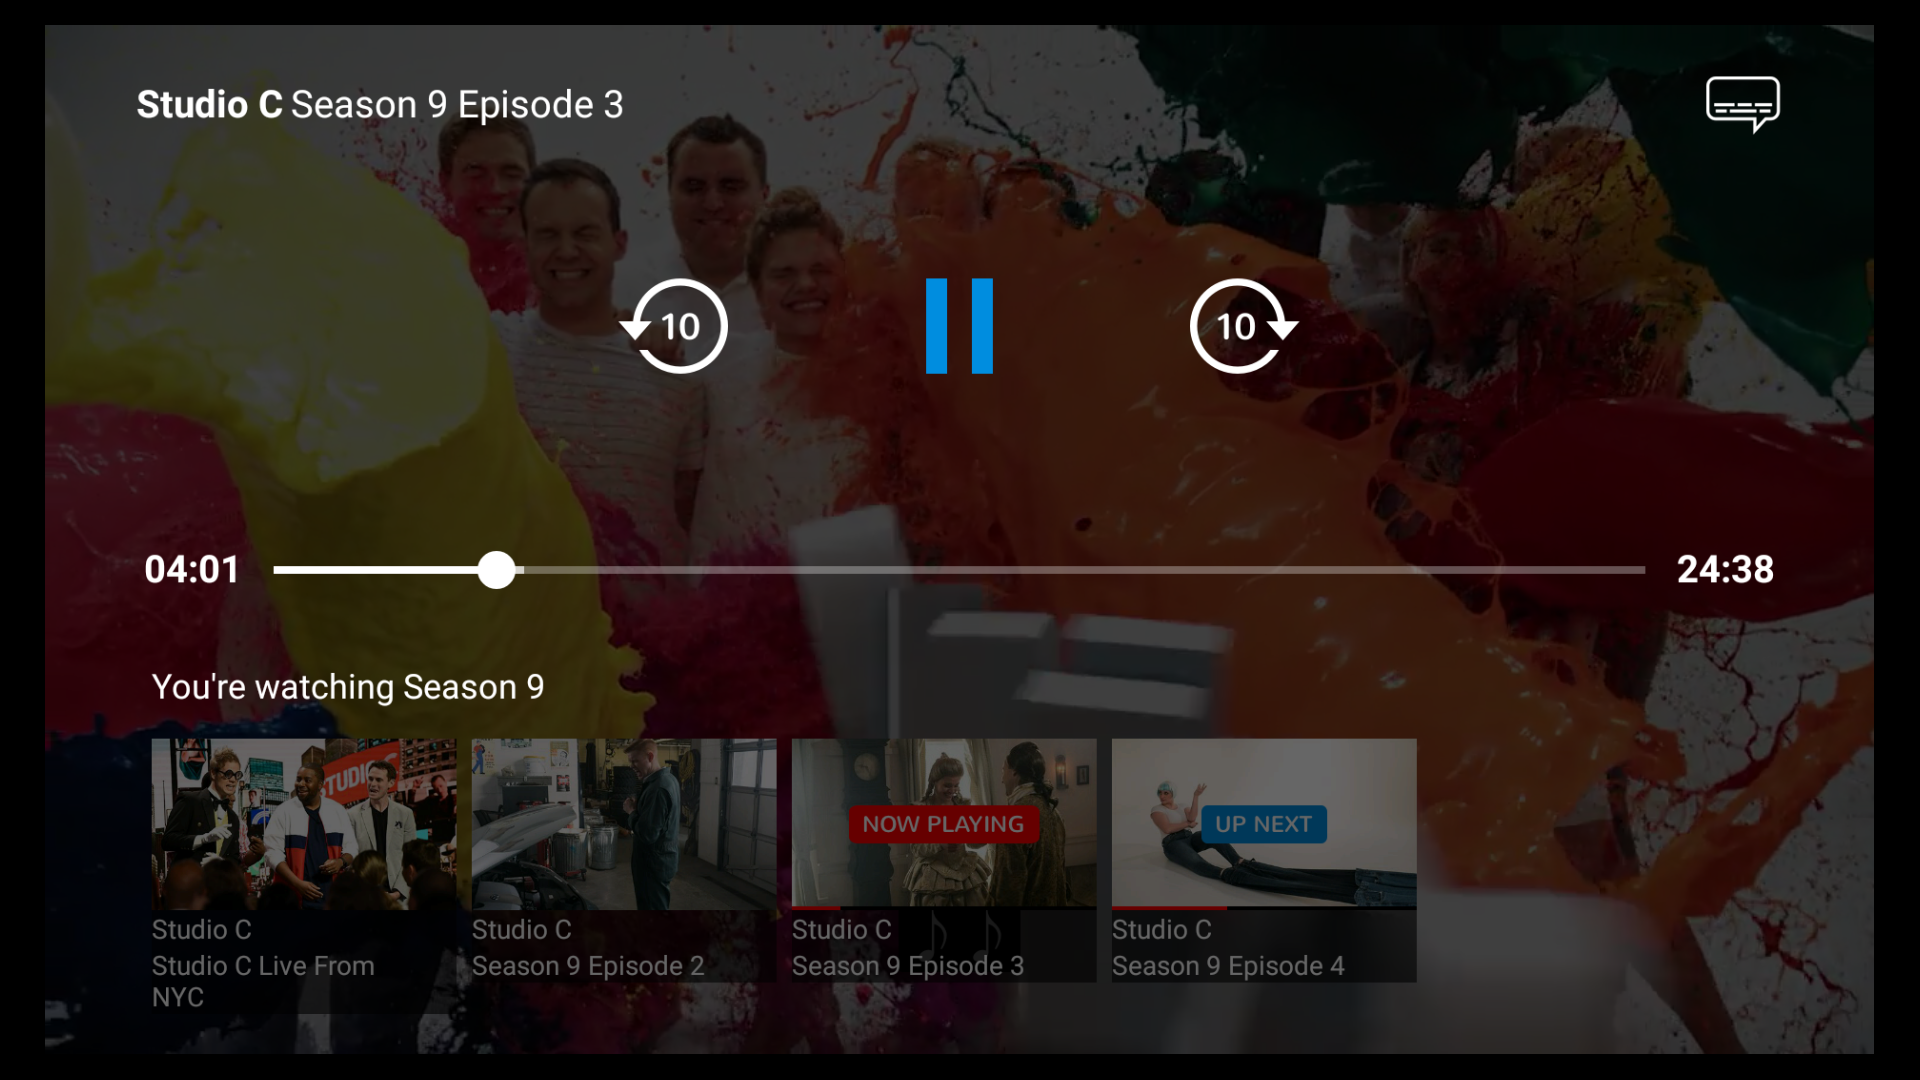 Studio C Season 9 Episode 3
10
10
04:01
24:38
You're watching Season 9
NOW PLAYING
UP NEXT
Studio C
Studio C Live From
NYC
Studio C
Season 9 Episode 2
Studio C
Season 9 Episode 3
Studio C
Season 9 Episode 4